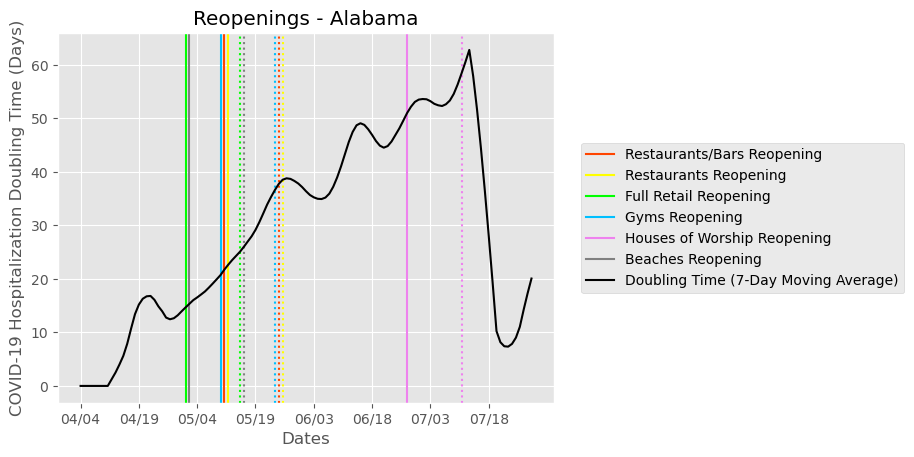 Reopenings - Alabama
COVID-19 Hospitalization Doubling Time (Days)
60
50
40
30
20
10
0
04/04 04/19 05/04 05/19 06/03 06/18 07/03 07/18
Dates
Restaurants/Bars Reopening
Restaurants Reopening
Full Retail Reopening
Gyms Reopening
Houses of Worship Reopening
Beaches Reopening
Doubling Time (7-Day Moving Average)